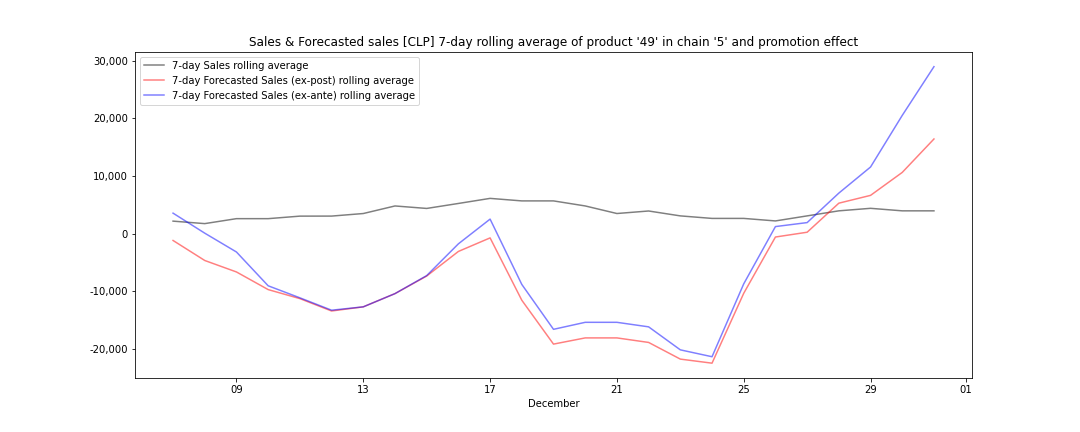 Sales & Forecasted sales [CLP] 7-day rolling average of product '49' in chain '5' and promotion effect
30,000
20,000
10,000
0
-10,000
-20,000
7-day Sales rolling average
7-day Forecasted Sales (ex-post) rolling average
7-day Forecasted Sales (ex-ante) rolling average
09 13 17 21 25 29 01
December